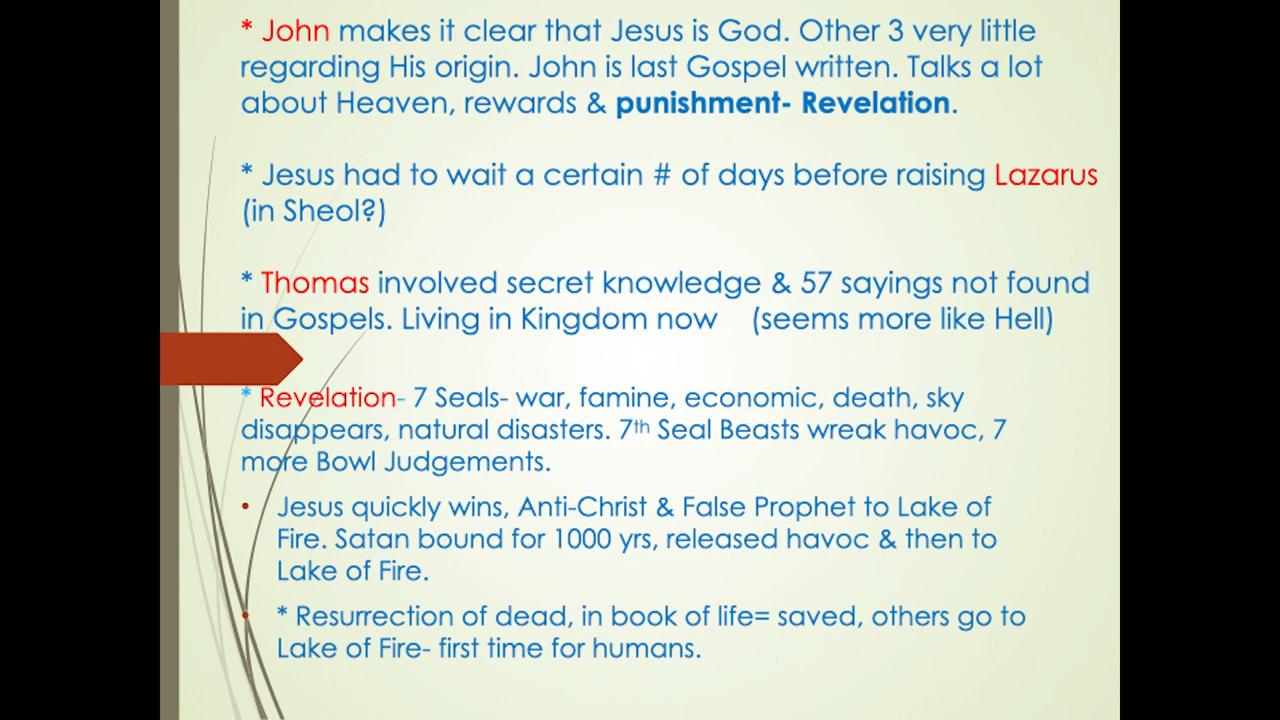 * John makes it clear that Jesus is God. Other 3 very little
regarding His origin. John is last Gospel written. Talks a lot
about Heaven, rewards & punishment- Revelation.
* Jesus had to wait a certain # of days before raising Lazarus
(in Sheol?)
* Thomas involved secret knowledge & 57 sayings not found
in Gospels. Living in Kingdom now (seems more like Hell)
* Revelation- 7 Seals- war, famine, economic, death, sky
disappears, natural disasters. 7th Seal Beasts wreak havoc, 7
more Bowl Judgements.
• Jesus quickly wins, Anti-Christ & False Prophet to Lake of
Fire. Satan bound for 1000 yrs, released havoc & then to
Lake of Fire.
• * Resurrection of dead, in book of life= saved, others go to
Lake of Fire- first time for humans.